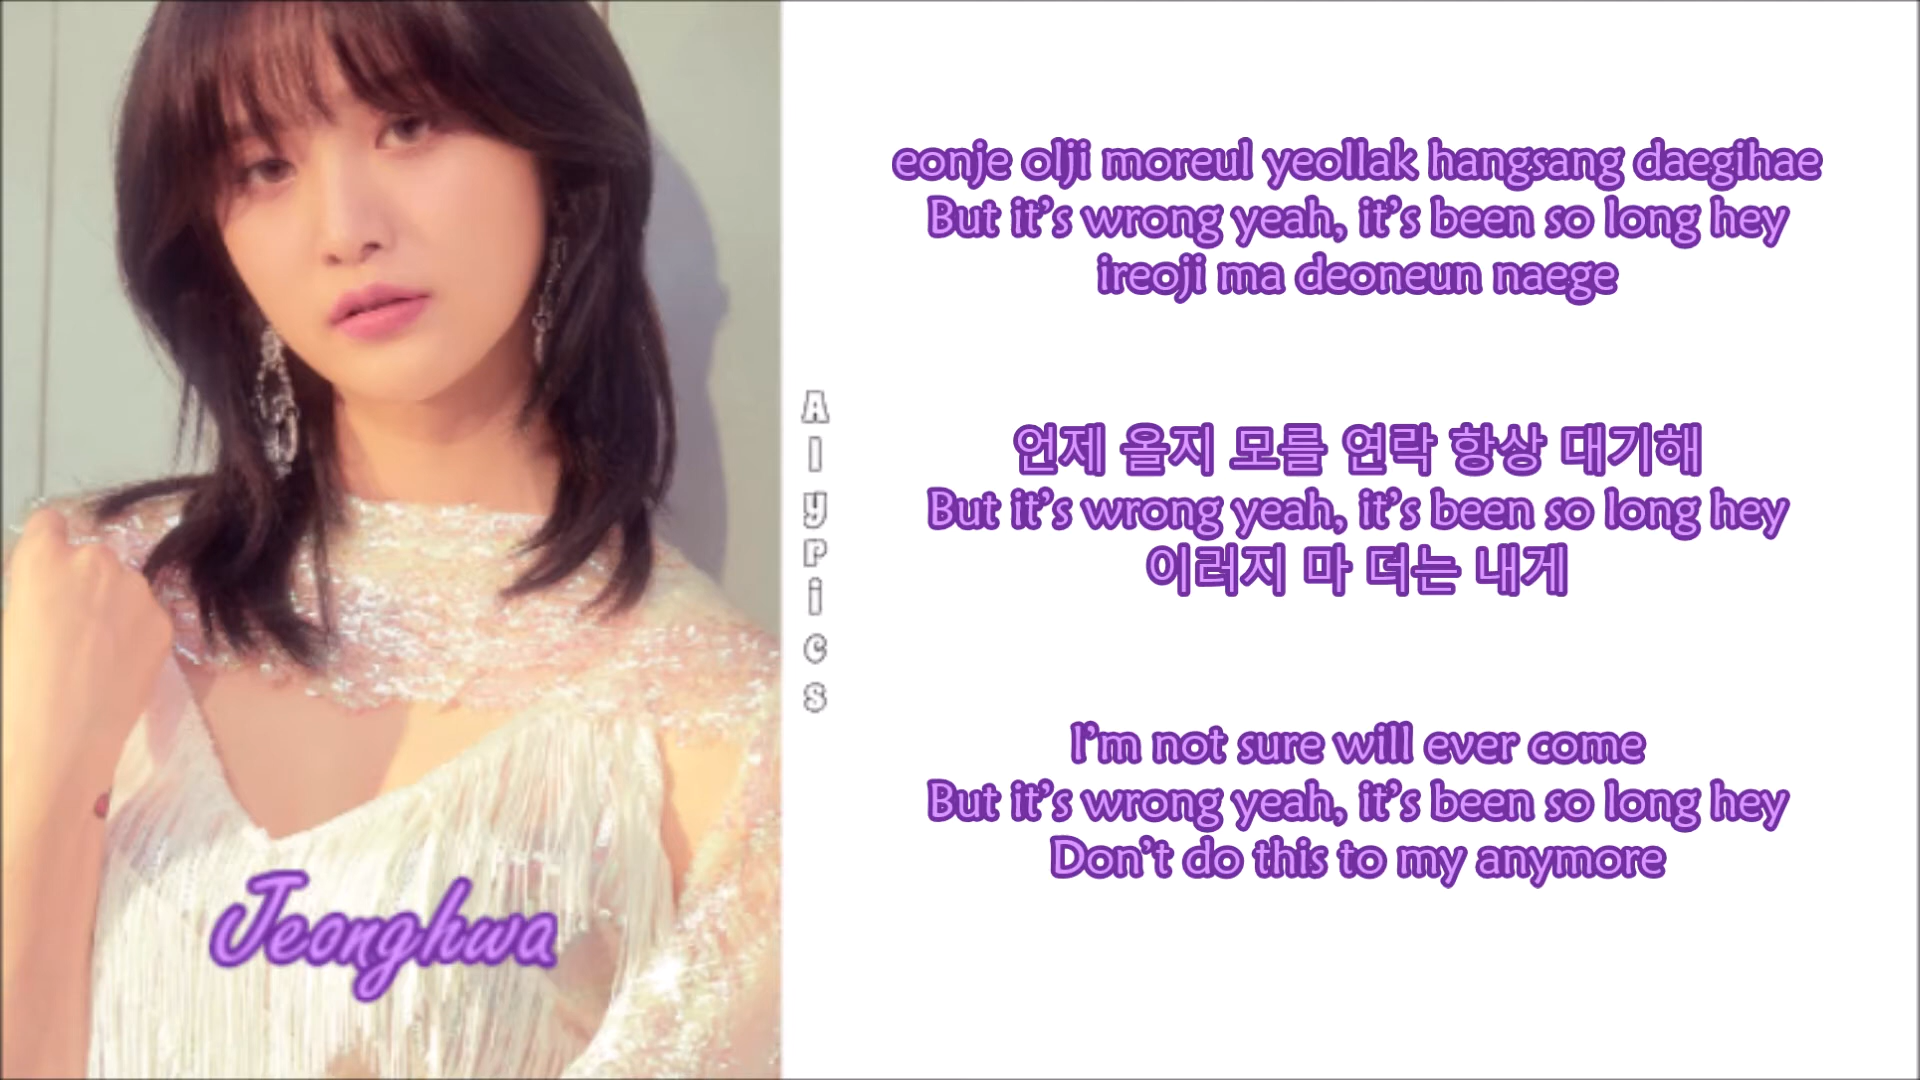 eonje olji moreul yeollak hangsang daegihae
But it's wrong yeah, it's been so long hey
ireoji ma deoneun naege
언제 올지 모를 연락 항상 대기해
But it's wrong yeah, it's been so long hey
이러지 마 뎌는 내게
I'm not sure will ever come
But it's wrong yeah, it's been so long hey
Don't do this to my anymore
Alyrics
Jeonghwa